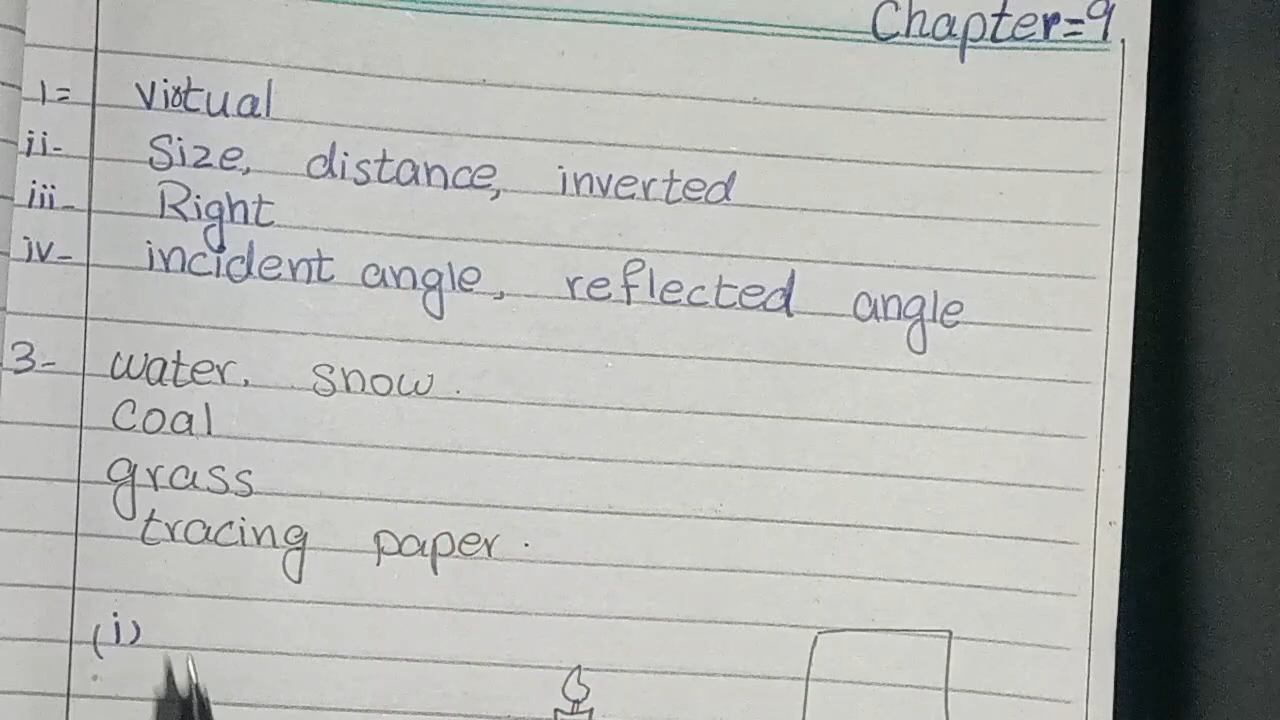 Chapter=9
1= Virtual
ii- Size, distance, inverted
iii- Right
iv- incident angle, reflected angle
3- water, snow.
Coal
grass
tracing paper.
(i)